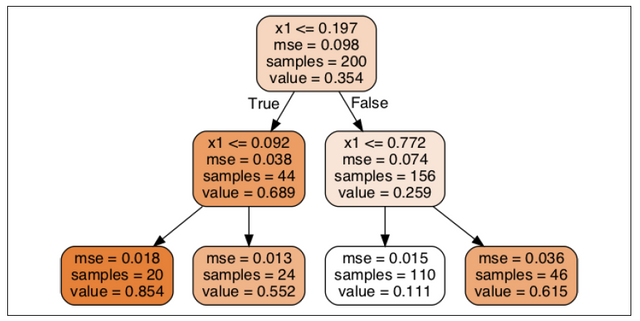 x1 <= 0.197
mse = 0.098
samples = 200
value = 0.354
True
False
x1 <= 0.092
mse = 0.038
samples = 44
value = 0.689
x1 <= 0.772
mse = 0.074
samples = 156
value = 0.259
mse = 0.018
samples = 20
value = 0.854
mse = 0.013
samples = 24
value = 0.552
mse = 0.015
samples = 110
value = 0.111
mse = 0.036
samples = 46
value = 0.615